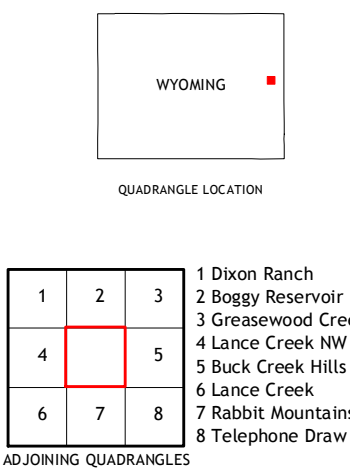 WYOMING
QUADRANGLE LOCATION
1 2 3
4 5
6 7 8
1 Dixon Ranch
2 Boggy Reservoir
3 Greasewood Cree
4 Lance Creek NW
5 Buck Creek Hills
6 Lance Creek
7 Rabbit Mountains
8 Telephone Draw
ADJOINING QUADRANGLES